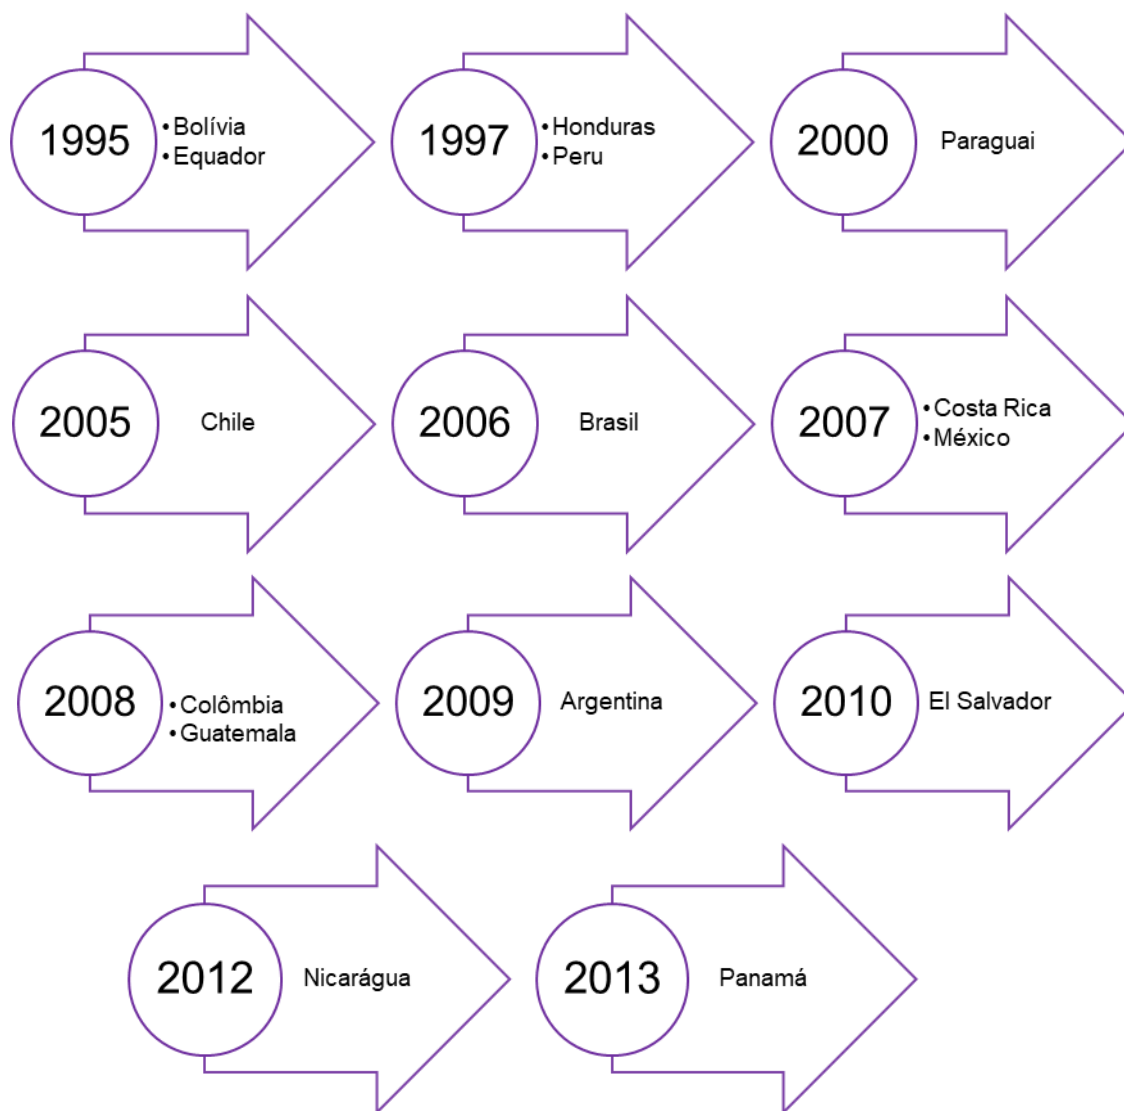 1995
• Bolívia
• Equador
1997
• Honduras
• Peru
2000
Paraguai
2005
Chile
2006
Brasil
2007
• Costa Rica
• México
2008
• Colômbia
• Guatemala
2009
Argentina
2010
El Salvador
2012
Nicarágua
2013
Panamá